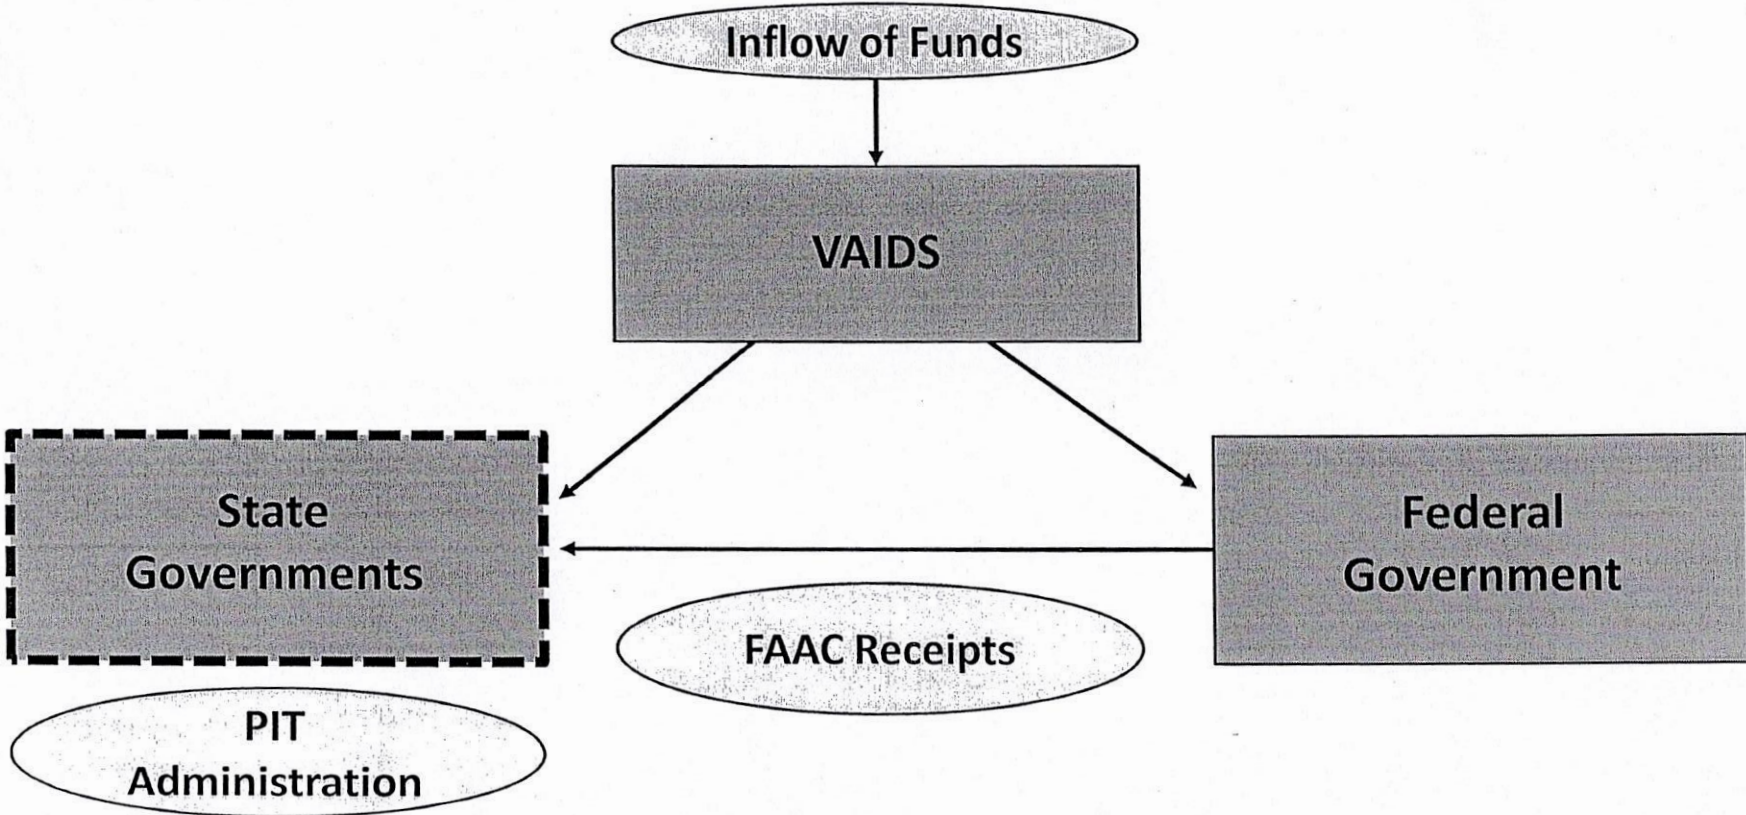 Inflow of Funds
VAIDS
State
Governments
Federal
Government
FAAC Receipts
PIT
Administration